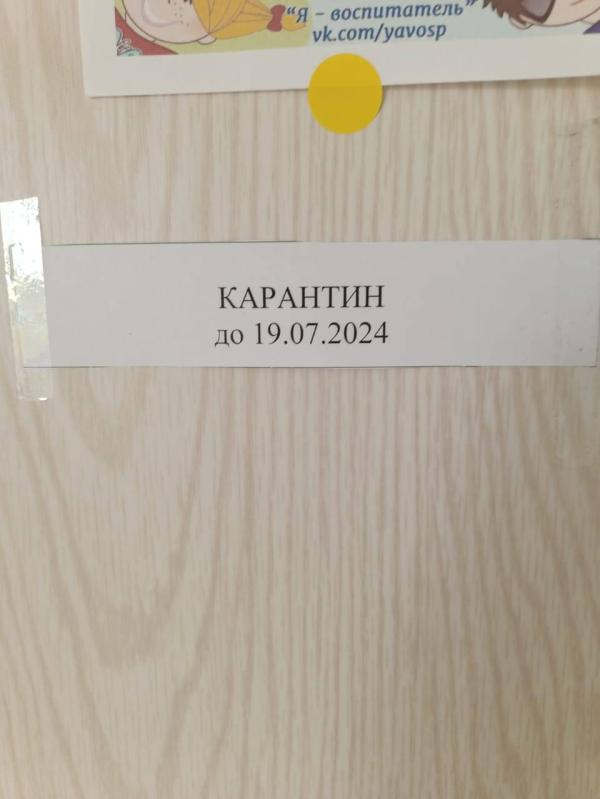 "Я - воспитатель"
vk.com/yavosp
КАРАНТИН
до 19.07.2024